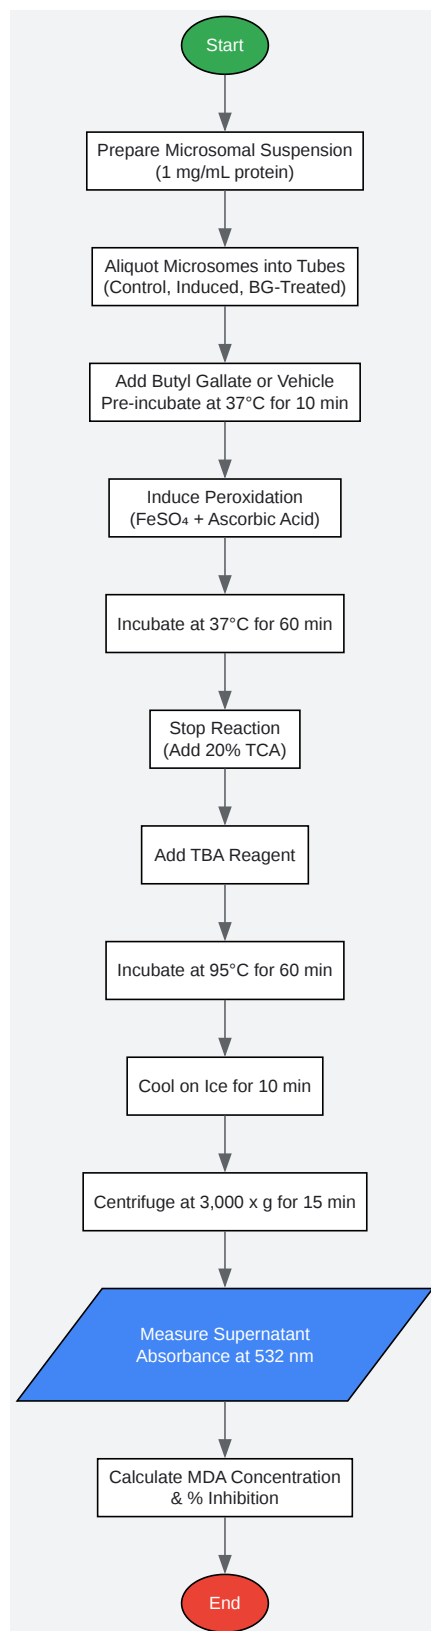 Start
Prepare Microsomal Suspension
(1 mg/mL protein)
Aliquot Microsomes into Tubes
(Control, Induced, BG-Treated)
Add Butyl Gallate or Vehicle
Pre-incubate at 37°C for 10 min
Induce Peroxidation
(FeSO₄ + Ascorbic Acid)
Incubate at 37°C for 60 min
Stop Reaction
(Add 20% TCA)
Add TBA Reagent
Incubate at 95°C for 60 min
Cool on Ice for 10 min
Centrifuge at 3,000 x g for 15 min
Measure Supernatant
Absorbance at 532 nm
Calculate MDA Concentration
& % Inhibition
End